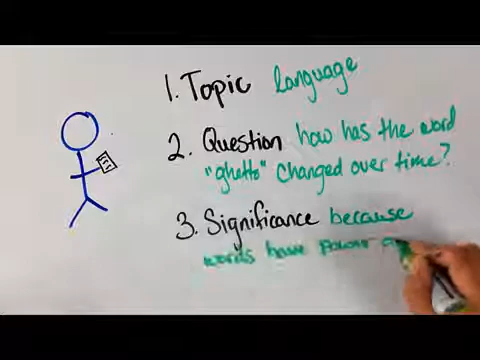 1. Topic language
2. Question how has the word
"ghetto" changed over time?
3. Significance because
words have power